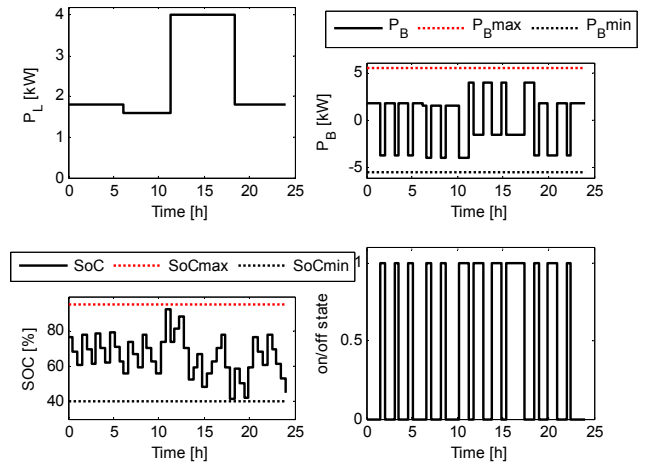 4
3
2
1
0
P_L [kW]
0 5 10 15 20 25
Time [h]
P_B P_Bmax P_Bmin
5
0
-5
P_B [kW]
0 5 10 15 20 25
Time [h]
SoC SoCmax SoCmin
80
60
40
SOC [%]
0 5 10 15 20 25
Time [h]
1
0.5
0
on/off state
0 5 10 15 20 25
Time [h]